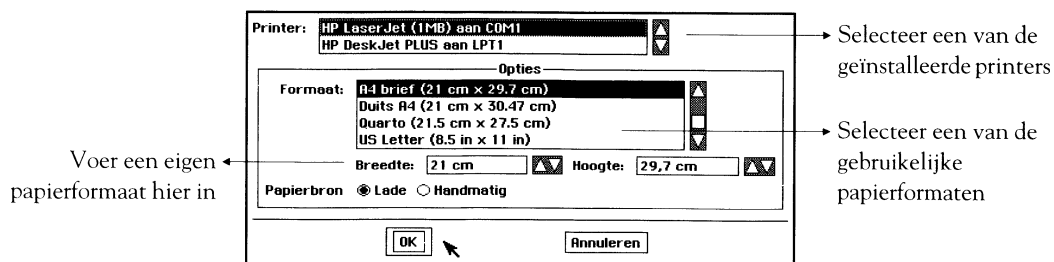 Printer: HP LaserJet (1MB) aan COM1
HP DeskJet PLUS aan LPT1
Selecteer een van de
geïnstalleerde printers
Opties
Formaat: A4 brief (21 cm x 29.7 cm)
Duits A4 (21 cm x 30.47 cm)
Quarto (21.5 cm x 27.5 cm)
US Letter (8.5 in x 11 in)
Selecteer een van de
gebruikelijke
papierformaten
Voer een eigen
papierformaat hier in
Breedte: 21 cm Hoogte: 29,7 cm
Papierbron Lade Handmatig
OK Annuleren